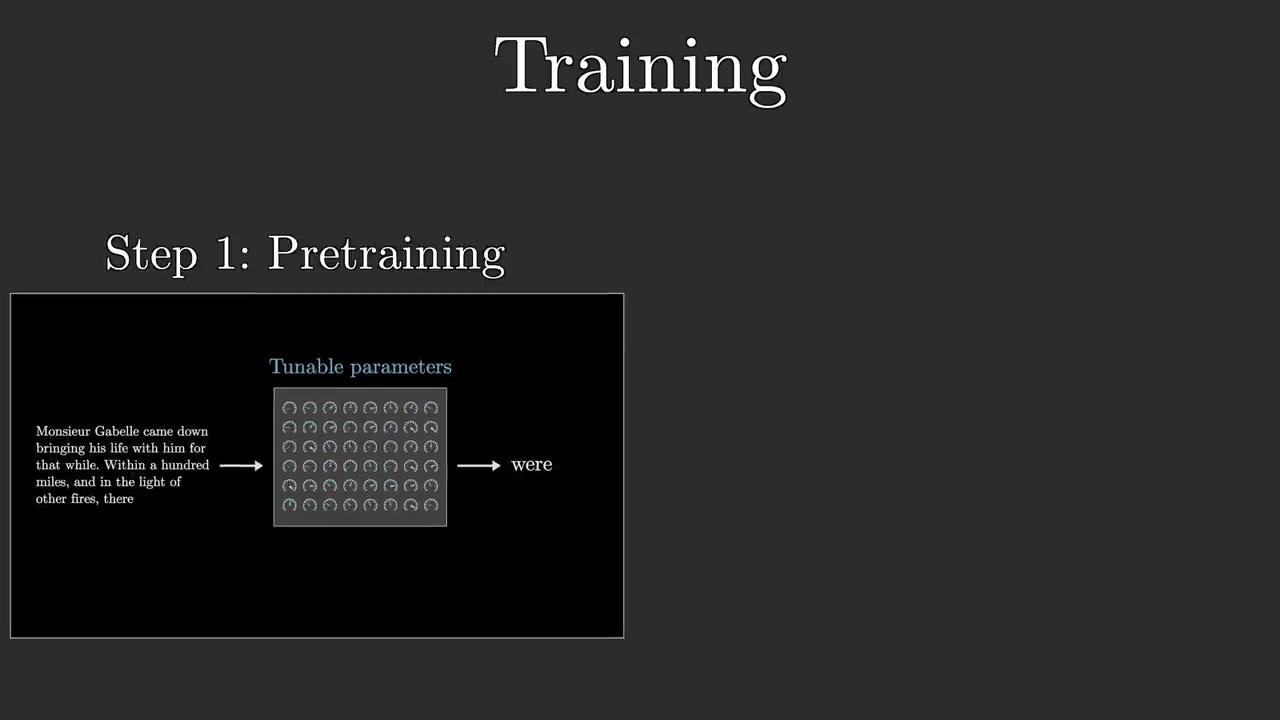 Training
Step 1: Pretraining
Tunable parameters
Monsieur Gabelle came down
bringing his life with him for
that while. Within a hundred
miles, and in the light of
other fires, there
were